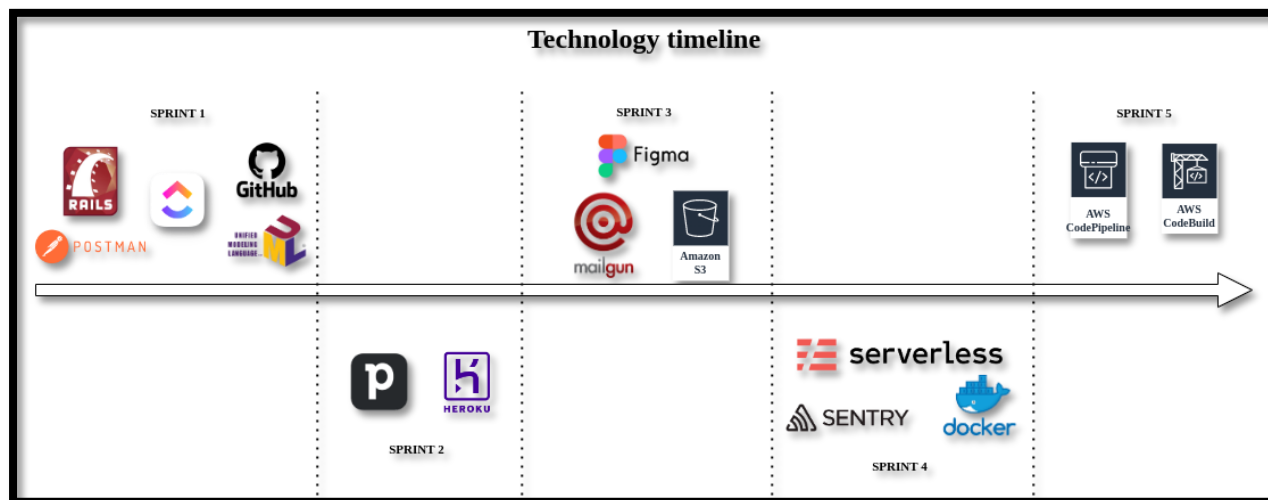 Technology timeline
SPRINT 1
RAILS
GitHub
POSTMAN
UNIFIED
MODELING
LANGUAGE
UML
SPRINT 3
Figma
mailgun
Amazon
S3
SPRINT 5
</>
</>
AWS
CodePipeline
AWS
CodeBuild
p
HEROKU
SPRINT 2
serverless
SENTRY
docker
SPRINT 4